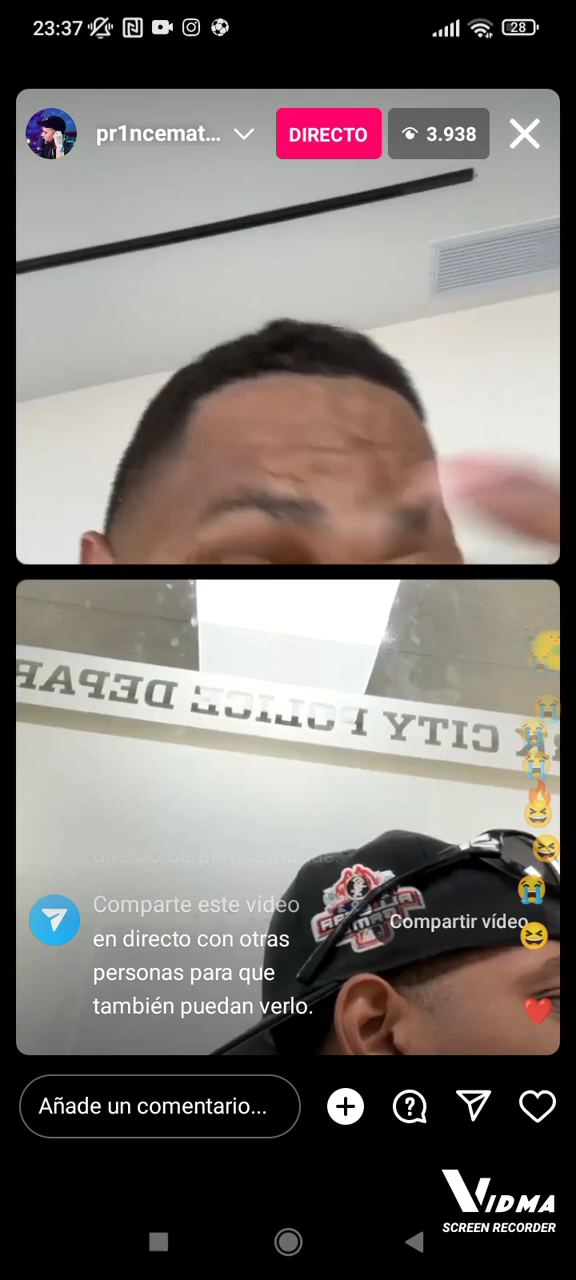 23:37
28
pr1ncemat...
DIRECTO
3.938
CITY POLICE DEPAR
Comparte este vídeo
en directo con otras
personas para que
también puedan verlo.
Compartir vídeo
Añade un comentario...
VIDMA
SCREEN RECORDER